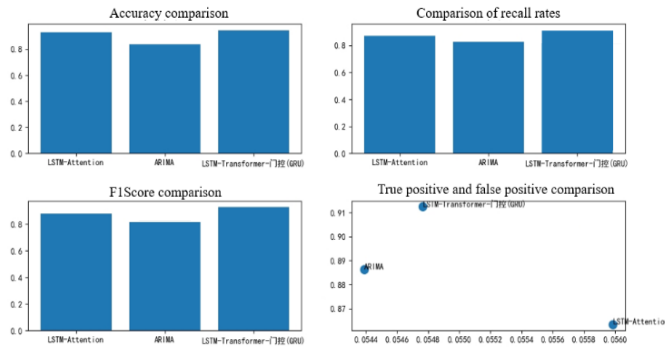 Accuracy comparison
0.8
0.6
0.4
0.2
0.0
LSTM-Attention
ARIMA
LSTM-Transformer-门控(GRU)
Comparison of recall rates
0.8
0.6
0.4
0.2
0.0
LSTM-Attention
ARIMA
LSTM-Transformer-门控(GRU)
F1Score comparison
0.8
0.6
0.4
0.2
0.0
LSTM-Attention
ARIMA
LSTM-Transformer-门控(GRU)
True positive and false positive comparison
0.91
0.90
0.89
0.88
0.87
LSTM-Transformer-门控(GRU)
ARIMA
LSTM-Attention
0.0544 0.0546 0.0548 0.0550 0.0552 0.0554 0.0556 0.0558 0.0560